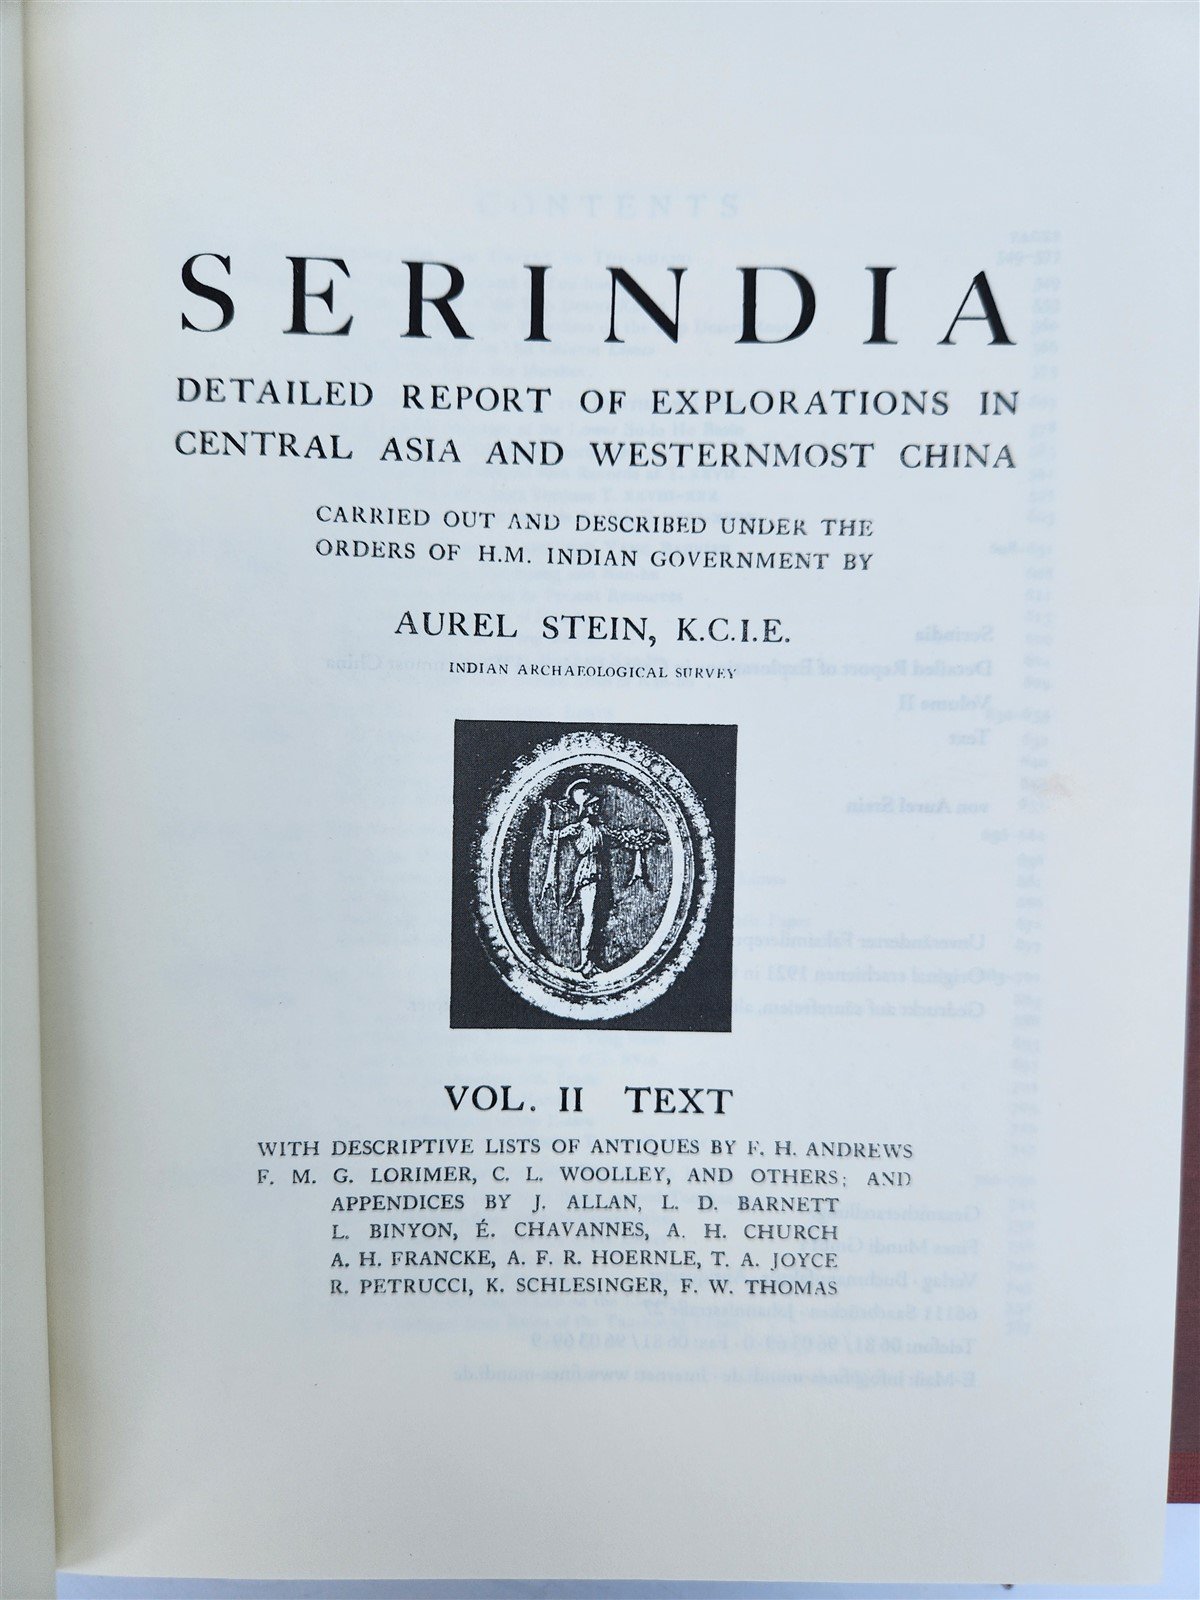 SERINDIA
DETAILED REPORT OF EXPLORATIONS IN
CENTRAL ASIA AND WESTERNMOST CHINA
CARRIED OUT AND DESCRIBED UNDER THE
ORDERS OF H.M. INDIAN GOVERNMENT BY
AUREL STEIN, K.C.I.E.
INDIAN ARCHAEOLOGICAL SURVEY
VOL. II TEXT
WITH DESCRIPTIVE LISTS OF ANTIQUES BY F. H. ANDREWS
F. M. G. LORIMER, C. L. WOOLLEY, AND OTHERS; AND
APPENDICES BY J. ALLAN, L. D. BARNETT
L. BINYON, É. CHAVANNES, A. H. CHURCH
A. H. FRANCKE, A. F. R. HOERNLE, T. A. JOYCE
R. PETRUCCI, K. SCHLESINGER, F. W. THOMAS